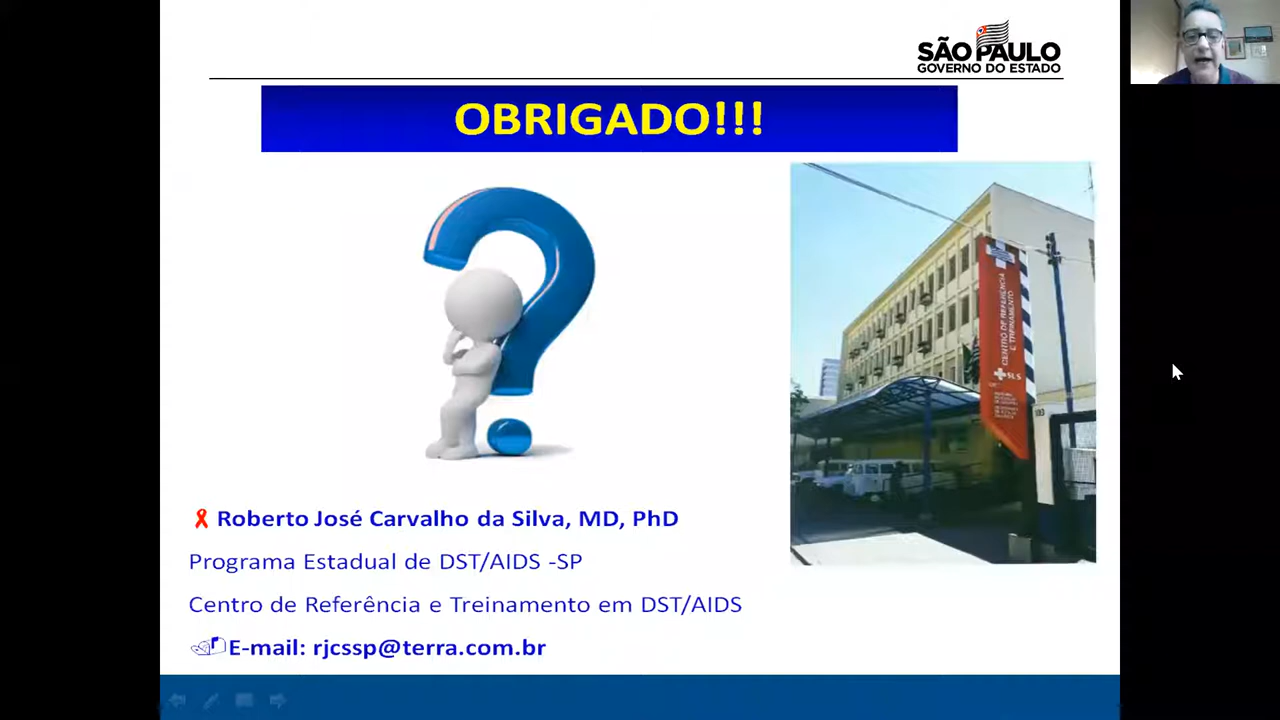 SÃO PAULO
GOVERNO DO ESTADO
OBRIGADO!!!
CENTRO DE REFERÊNCIA
E TREINAMENTO
SUS
Roberto José Carvalho da Silva, MD, PhD
Programa Estadual de DST/AIDS -SP
Centro de Referência e Treinamento em DST/AIDS
E-mail: rjcssp@terra.com.br